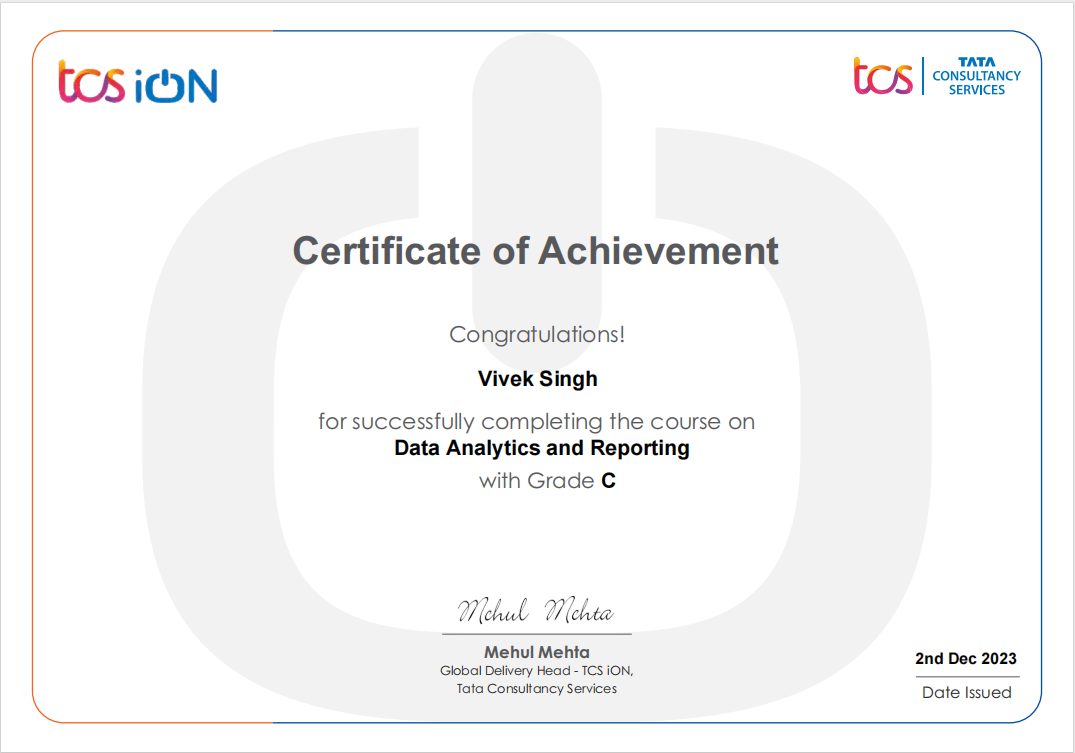 tcs iON
tcs | TATA
CONSULTANCY
SERVICES
Certificate of Achievement
Congratulations!
Vivek Singh
for successfully completing the course on
Data Analytics and Reporting
with Grade C
Mehul Mehta
Mehul Mehta
Global Delivery Head - TCS iON,
Tata Consultancy Services
2nd Dec 2023
Date Issued